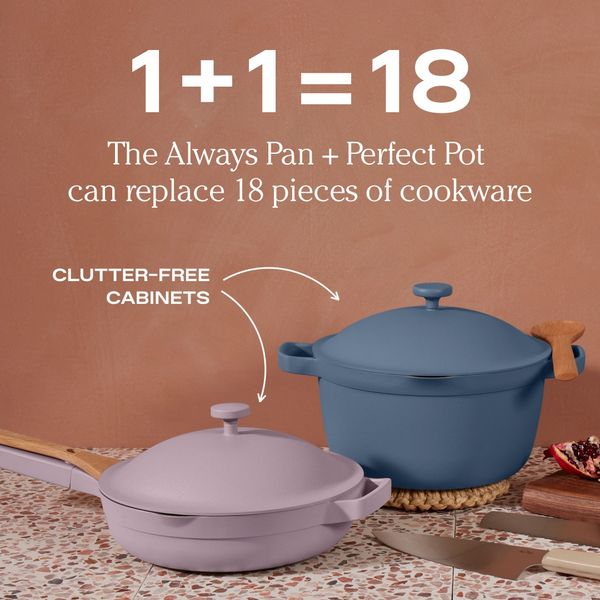 1+1=18
The Always Pan + Perfect Pot
can replace 18 pieces of cookware
CLUTTER-FREE
CABINETS